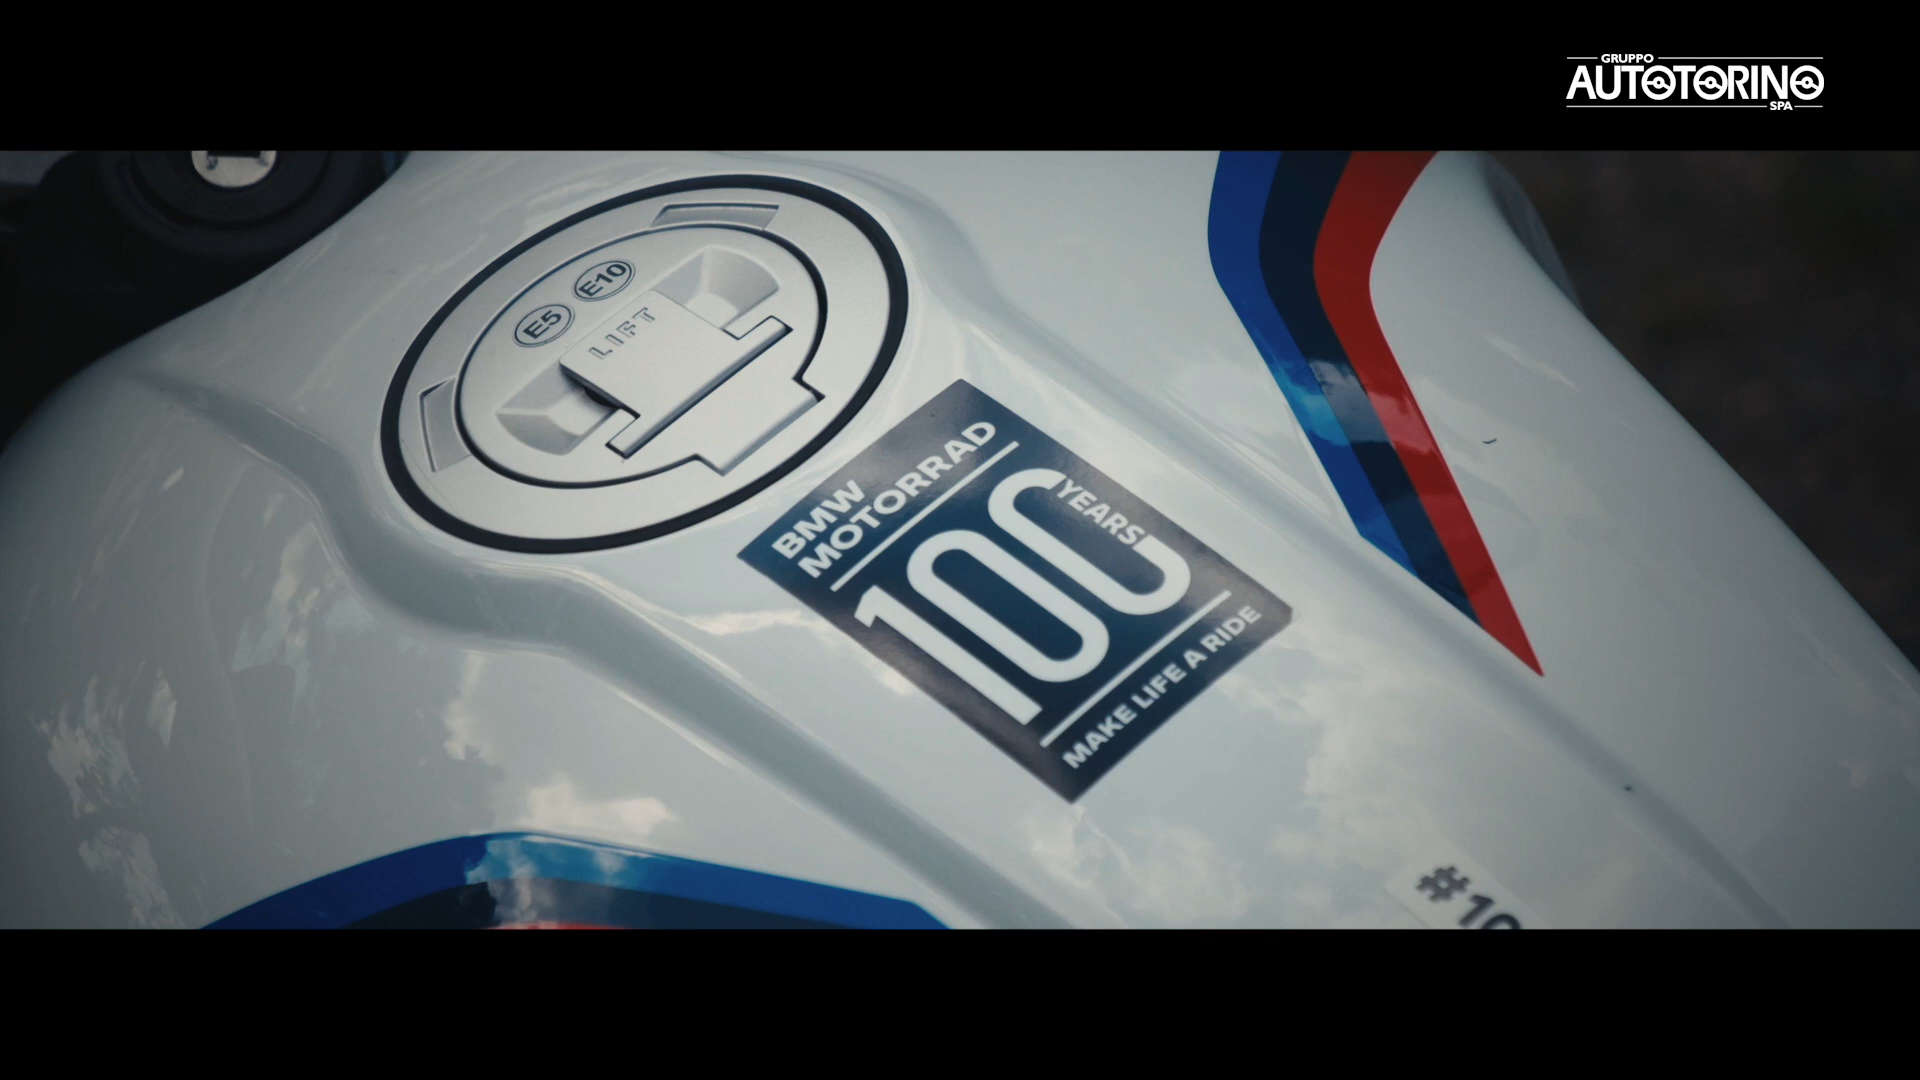 GRUPPO
AUTOTORINO
SPA
E5 E10
LIFT
BMW
MOTORRAD
100
YEARS
MAKE LIFE A RIDE